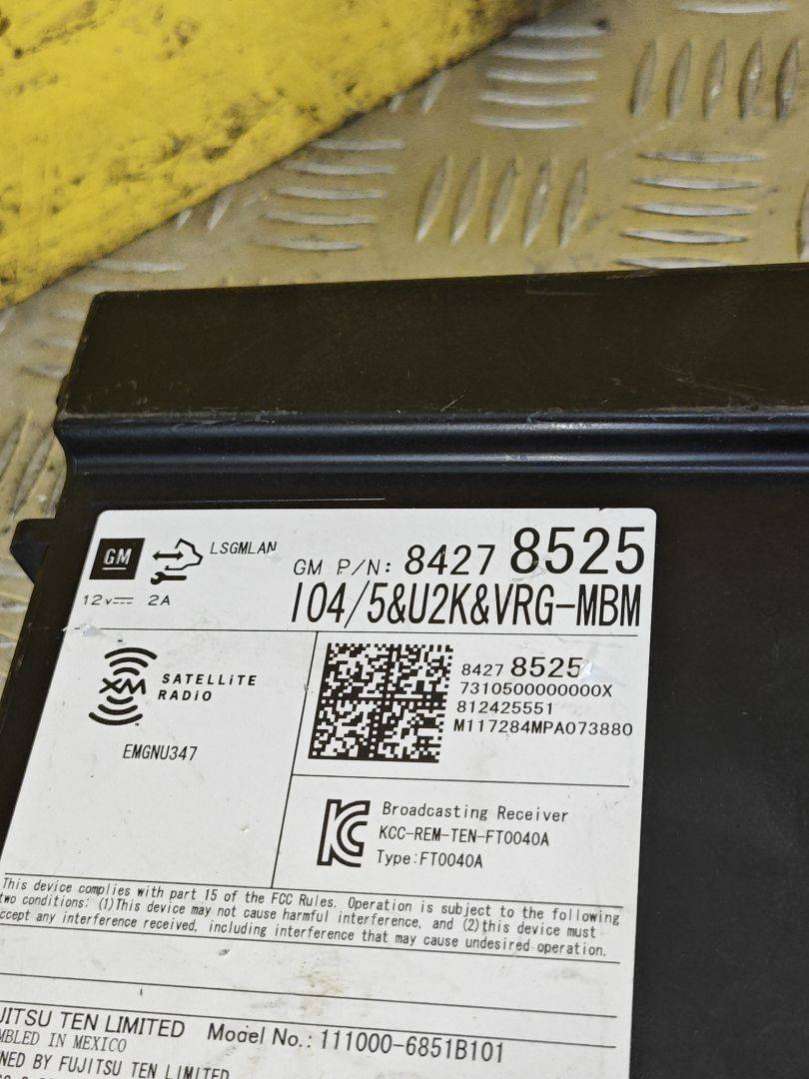 GM
LSGMLAN
GM P/N: 8427 8525
12v 2A
IO4/5&U2K&VRG-MBM
XM SATELLiTE
RADiO
EMGNU347
8427 8525
7310500000000X
812425551
M117284MPA073880
Broadcasting Receiver
KCC-REM-TEN-FT0040A
Type:FT0040A
This device complies with part 15 of the FCC Rules. Operation is subject to the following
two conditions: (1)This device may not cause harmful interference, and (2)this device must
ccept any interference received, including interference that may cause undesired operation.
JITSU TEN LIMITED Model No.: 111000-6851B101
MBLED IN MEXICO
NED BY FUJITSU TEN LIMITED